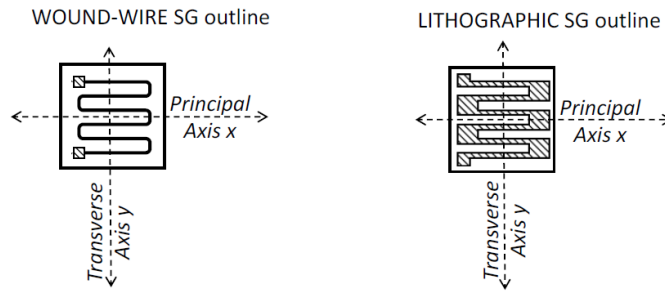 WOUND-WIRE SG outline
Principal
Axis x
Transverse
Axis y
LITHOGRAPHIC SG outline
Principal
Axis x
Transverse
Axis y